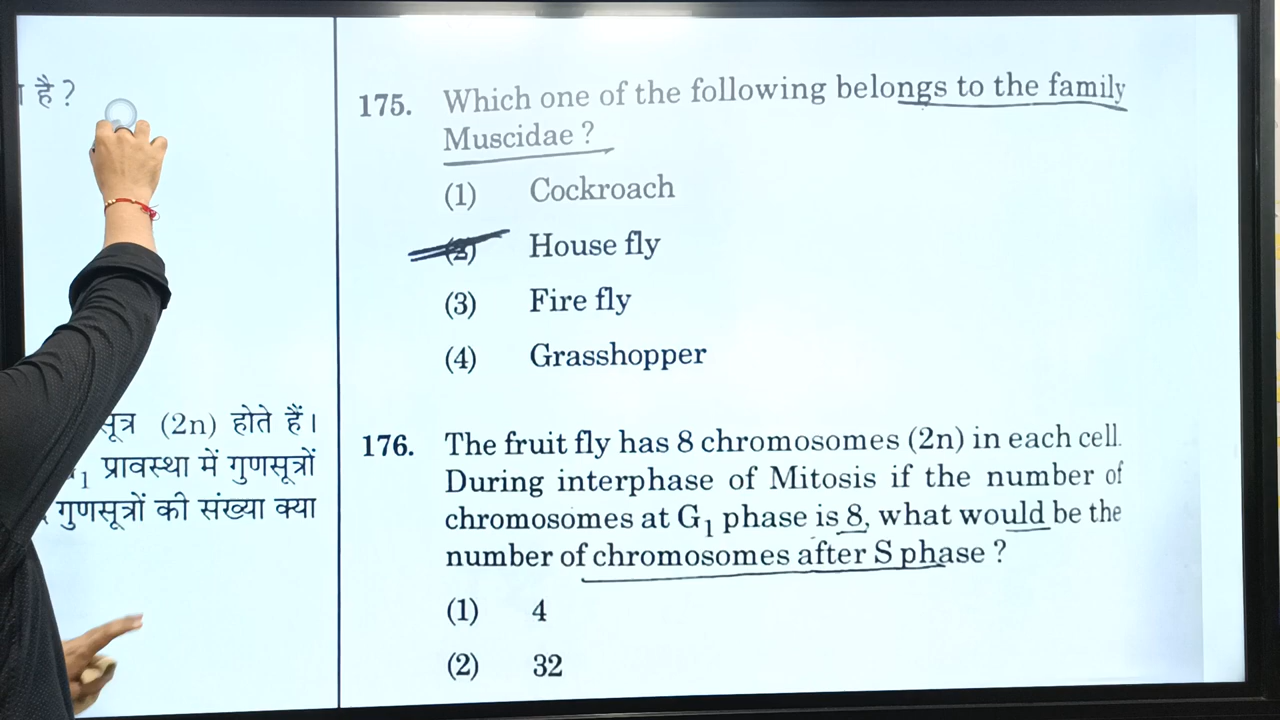 है ?
सूत्र (2n) होते हैं।
1 प्रावस्था में गुणसूत्रों
गुणसूत्रों की संख्या क्या
175. Which one of the following belongs to the family
Muscidae ?
(1) Cockroach
(2) House fly
(3) Fire fly
(4) Grasshopper
176. The fruit fly has 8 chromosomes (2n) in each cell.
During interphase of Mitosis if the number of
chromosomes at G₁ phase is 8, what would be the
number of chromosomes after S phase ?
(1) 4
(2) 32